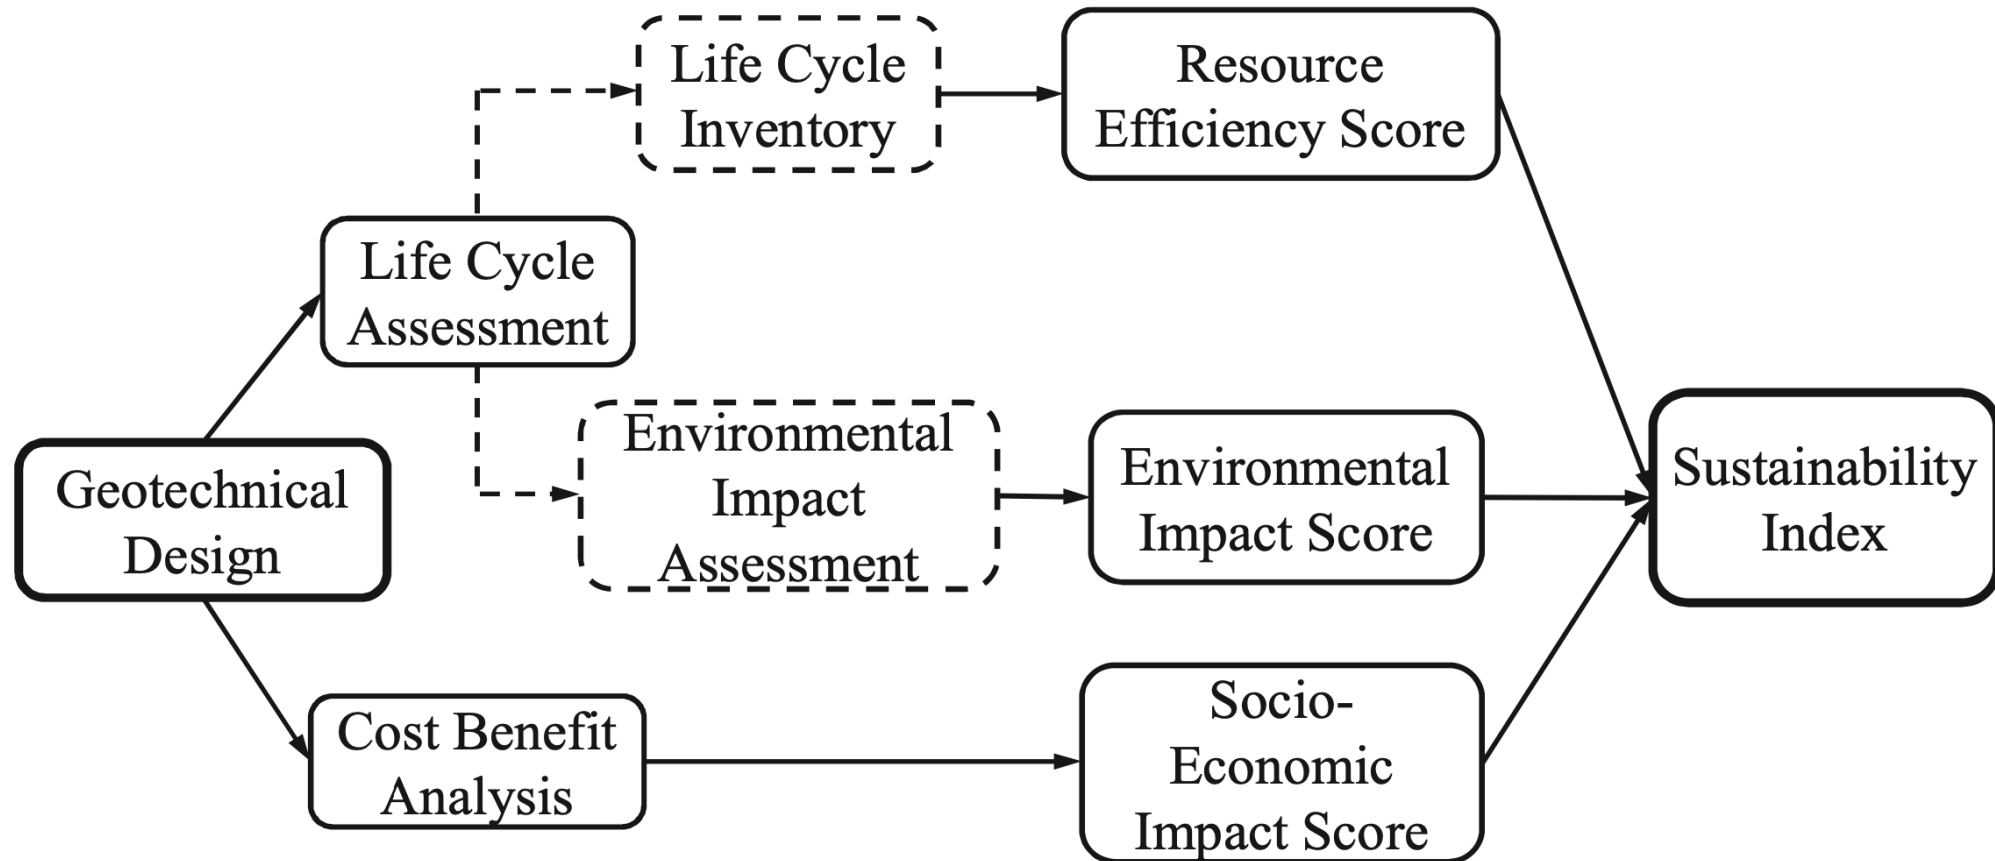 Life Cycle
Inventory
Resource
Efficiency Score
Life Cycle
Assessment
Geotechnical
Design
Environmental
Impact
Assessment
Environmental
Impact Score
Sustainability
Index
Cost Benefit
Analysis
Socio-
Economic
Impact Score